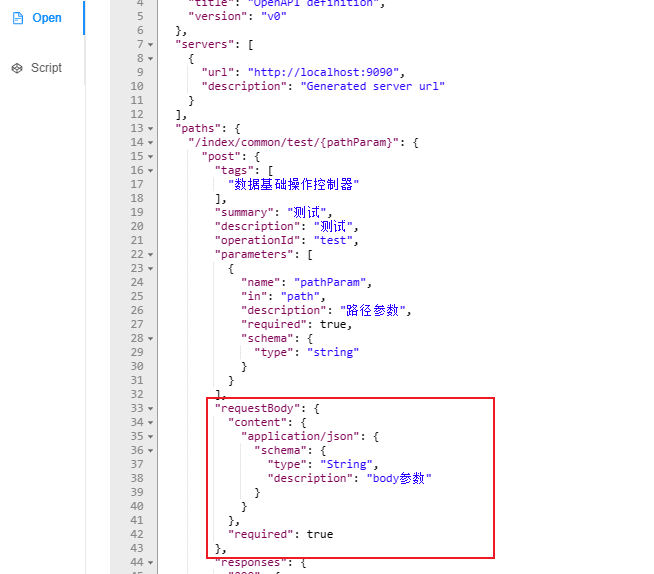 Open
Script
4 "title": "OpenAPI definition",
5 "version": "v0"
6 },
7 "servers": [
8 {
9 "url": "http://localhost:9090",
10 "description": "Generated server url"
11 }
12 ],
13 "paths": {
14 "/index/common/test/{pathParam}": {
15 "post": {
16 "tags": [
17 "数据基础操作控制器"
18 ],
19 "summary": "测试",
20 "description": "测试",
21 "operationId": "test",
22 "parameters": [
23 {
24 "name": "pathParam",
25 "in": "path",
26 "description": "路径参数",
27 "required": true,
28 "schema": {
29 "type": "string"
30 }
31 }
32 ],
33 "requestBody": {
34 "content": {
35 "application/json": {
36 "schema": {
37 "type": "String",
38 "description": "body参数"
39 }
40 }
41 },
42 "required": true
43 },
44 "responses": {